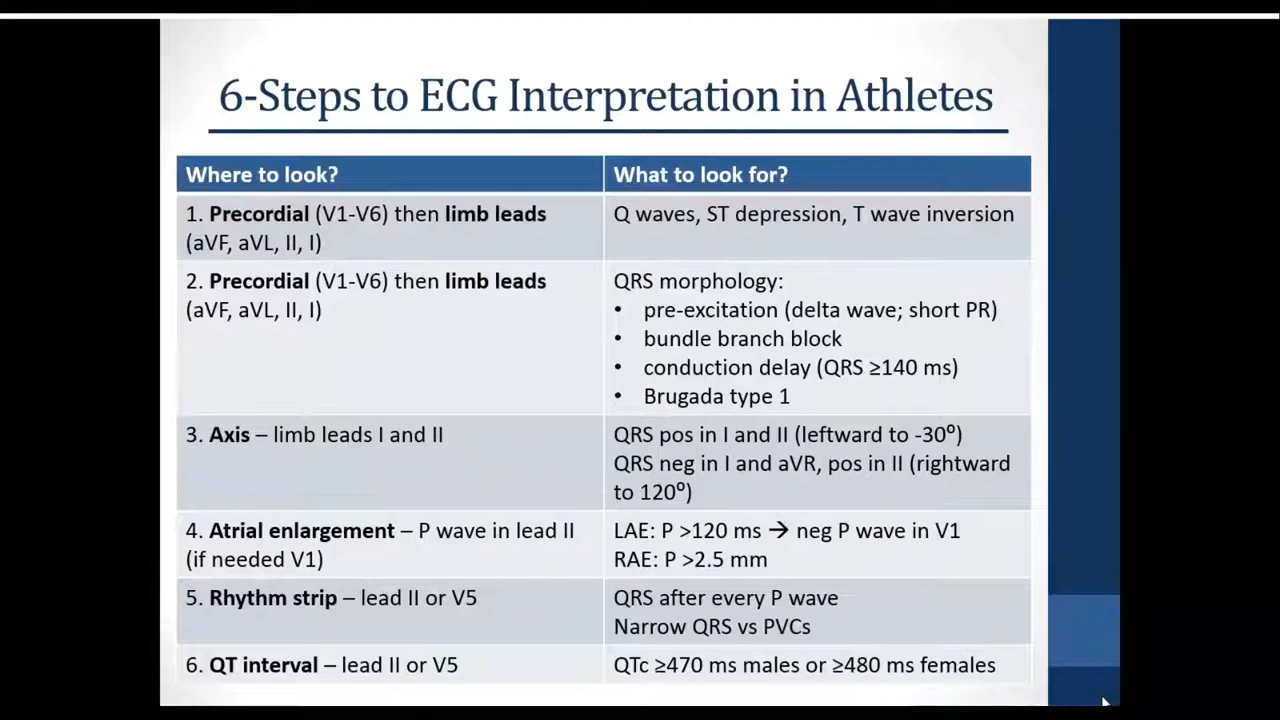 6-Steps to ECG Interpretation in Athletes
Where to look?
What to look for?
1. Precordial (V1-V6) then limb leads
(aVF, aVL, II, I)
Q waves, ST depression, T wave inversion
2. Precordial (V1-V6) then limb leads
(aVF, aVL, II, I)
QRS morphology:
• pre-excitation (delta wave; short PR)
• bundle branch block
• conduction delay (QRS ≥140 ms)
• Brugada type 1
3. Axis – limb leads I and II
QRS pos in I and II (leftward to -30⁰)
QRS neg in I and aVR, pos in II (rightward
to 120⁰)
4. Atrial enlargement – P wave in lead II
(if needed V1)
LAE: P >120 ms → neg P wave in V1
RAE: P >2.5 mm
5. Rhythm strip – lead II or V5
QRS after every P wave
Narrow QRS vs PVCs
6. QT interval – lead II or V5
QTc ≥470 ms males or ≥480 ms females